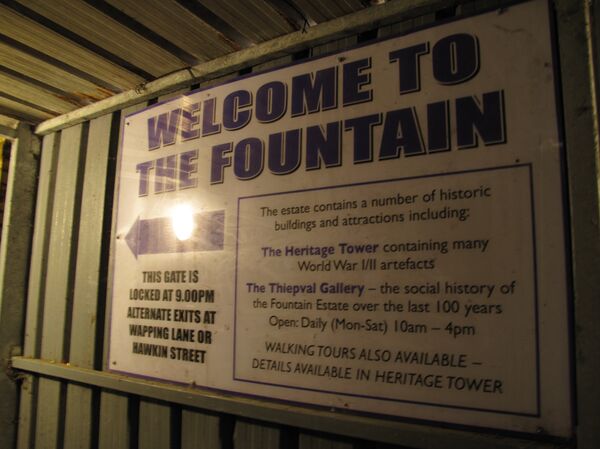 WELCOME TO
THE FOUNTAIN
THIS GATE IS
LOCKED AT 9.00PM
ALTERNATE EXITS AT
WAPPING LANE OR
HAWKIN STREET
The estate contains a number of historic
buildings and attractions including:
The Heritage Tower containing many
World War I/II artefacts
The Thiepval Gallery – the social history of
the Fountain Estate over the last 100 years
Open: Daily (Mon-Sat) 10am – 4pm
WALKING TOURS ALSO AVAILABLE –
DETAILS AVAILABLE IN HERITAGE TOWER